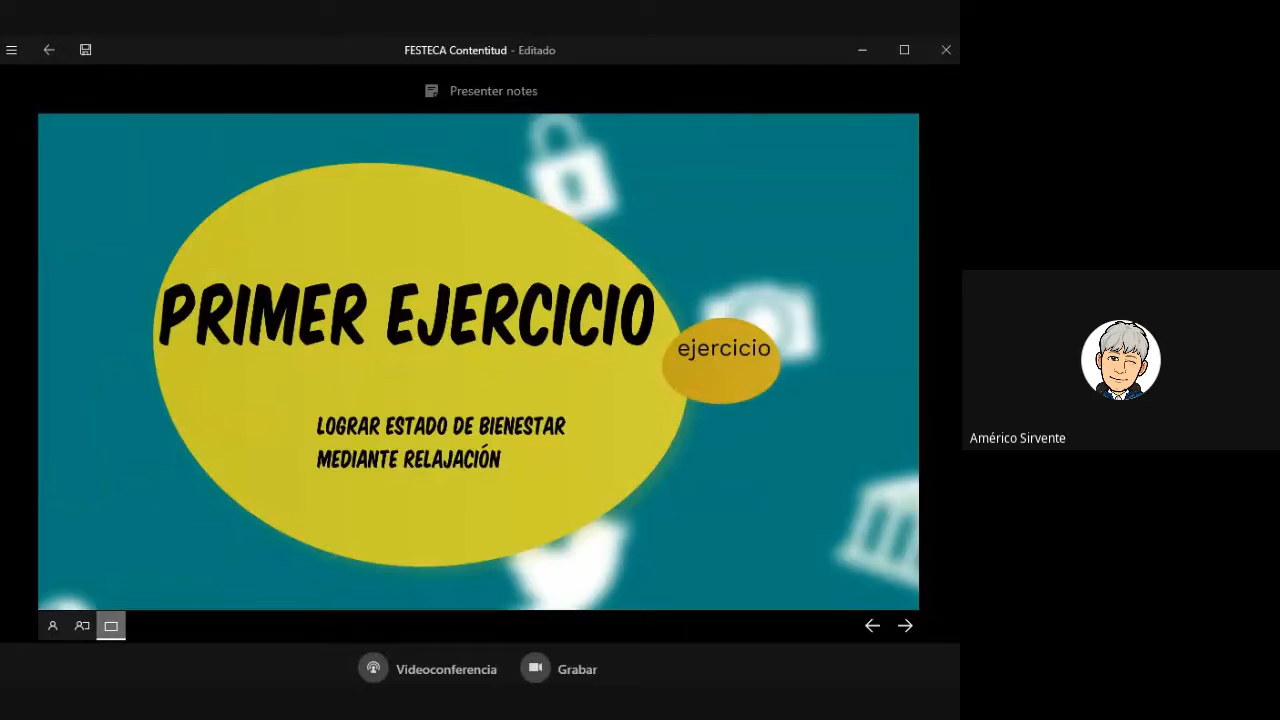 FESTECA Contentitud - Editado
Presenter notes
PRIMER EJERCICIO
ejercicio
LOGRAR ESTADO DE BIENESTAR
MEDIANTE RELAJACIÓN
Américo Sirvente
Videoconferencia
Grabar